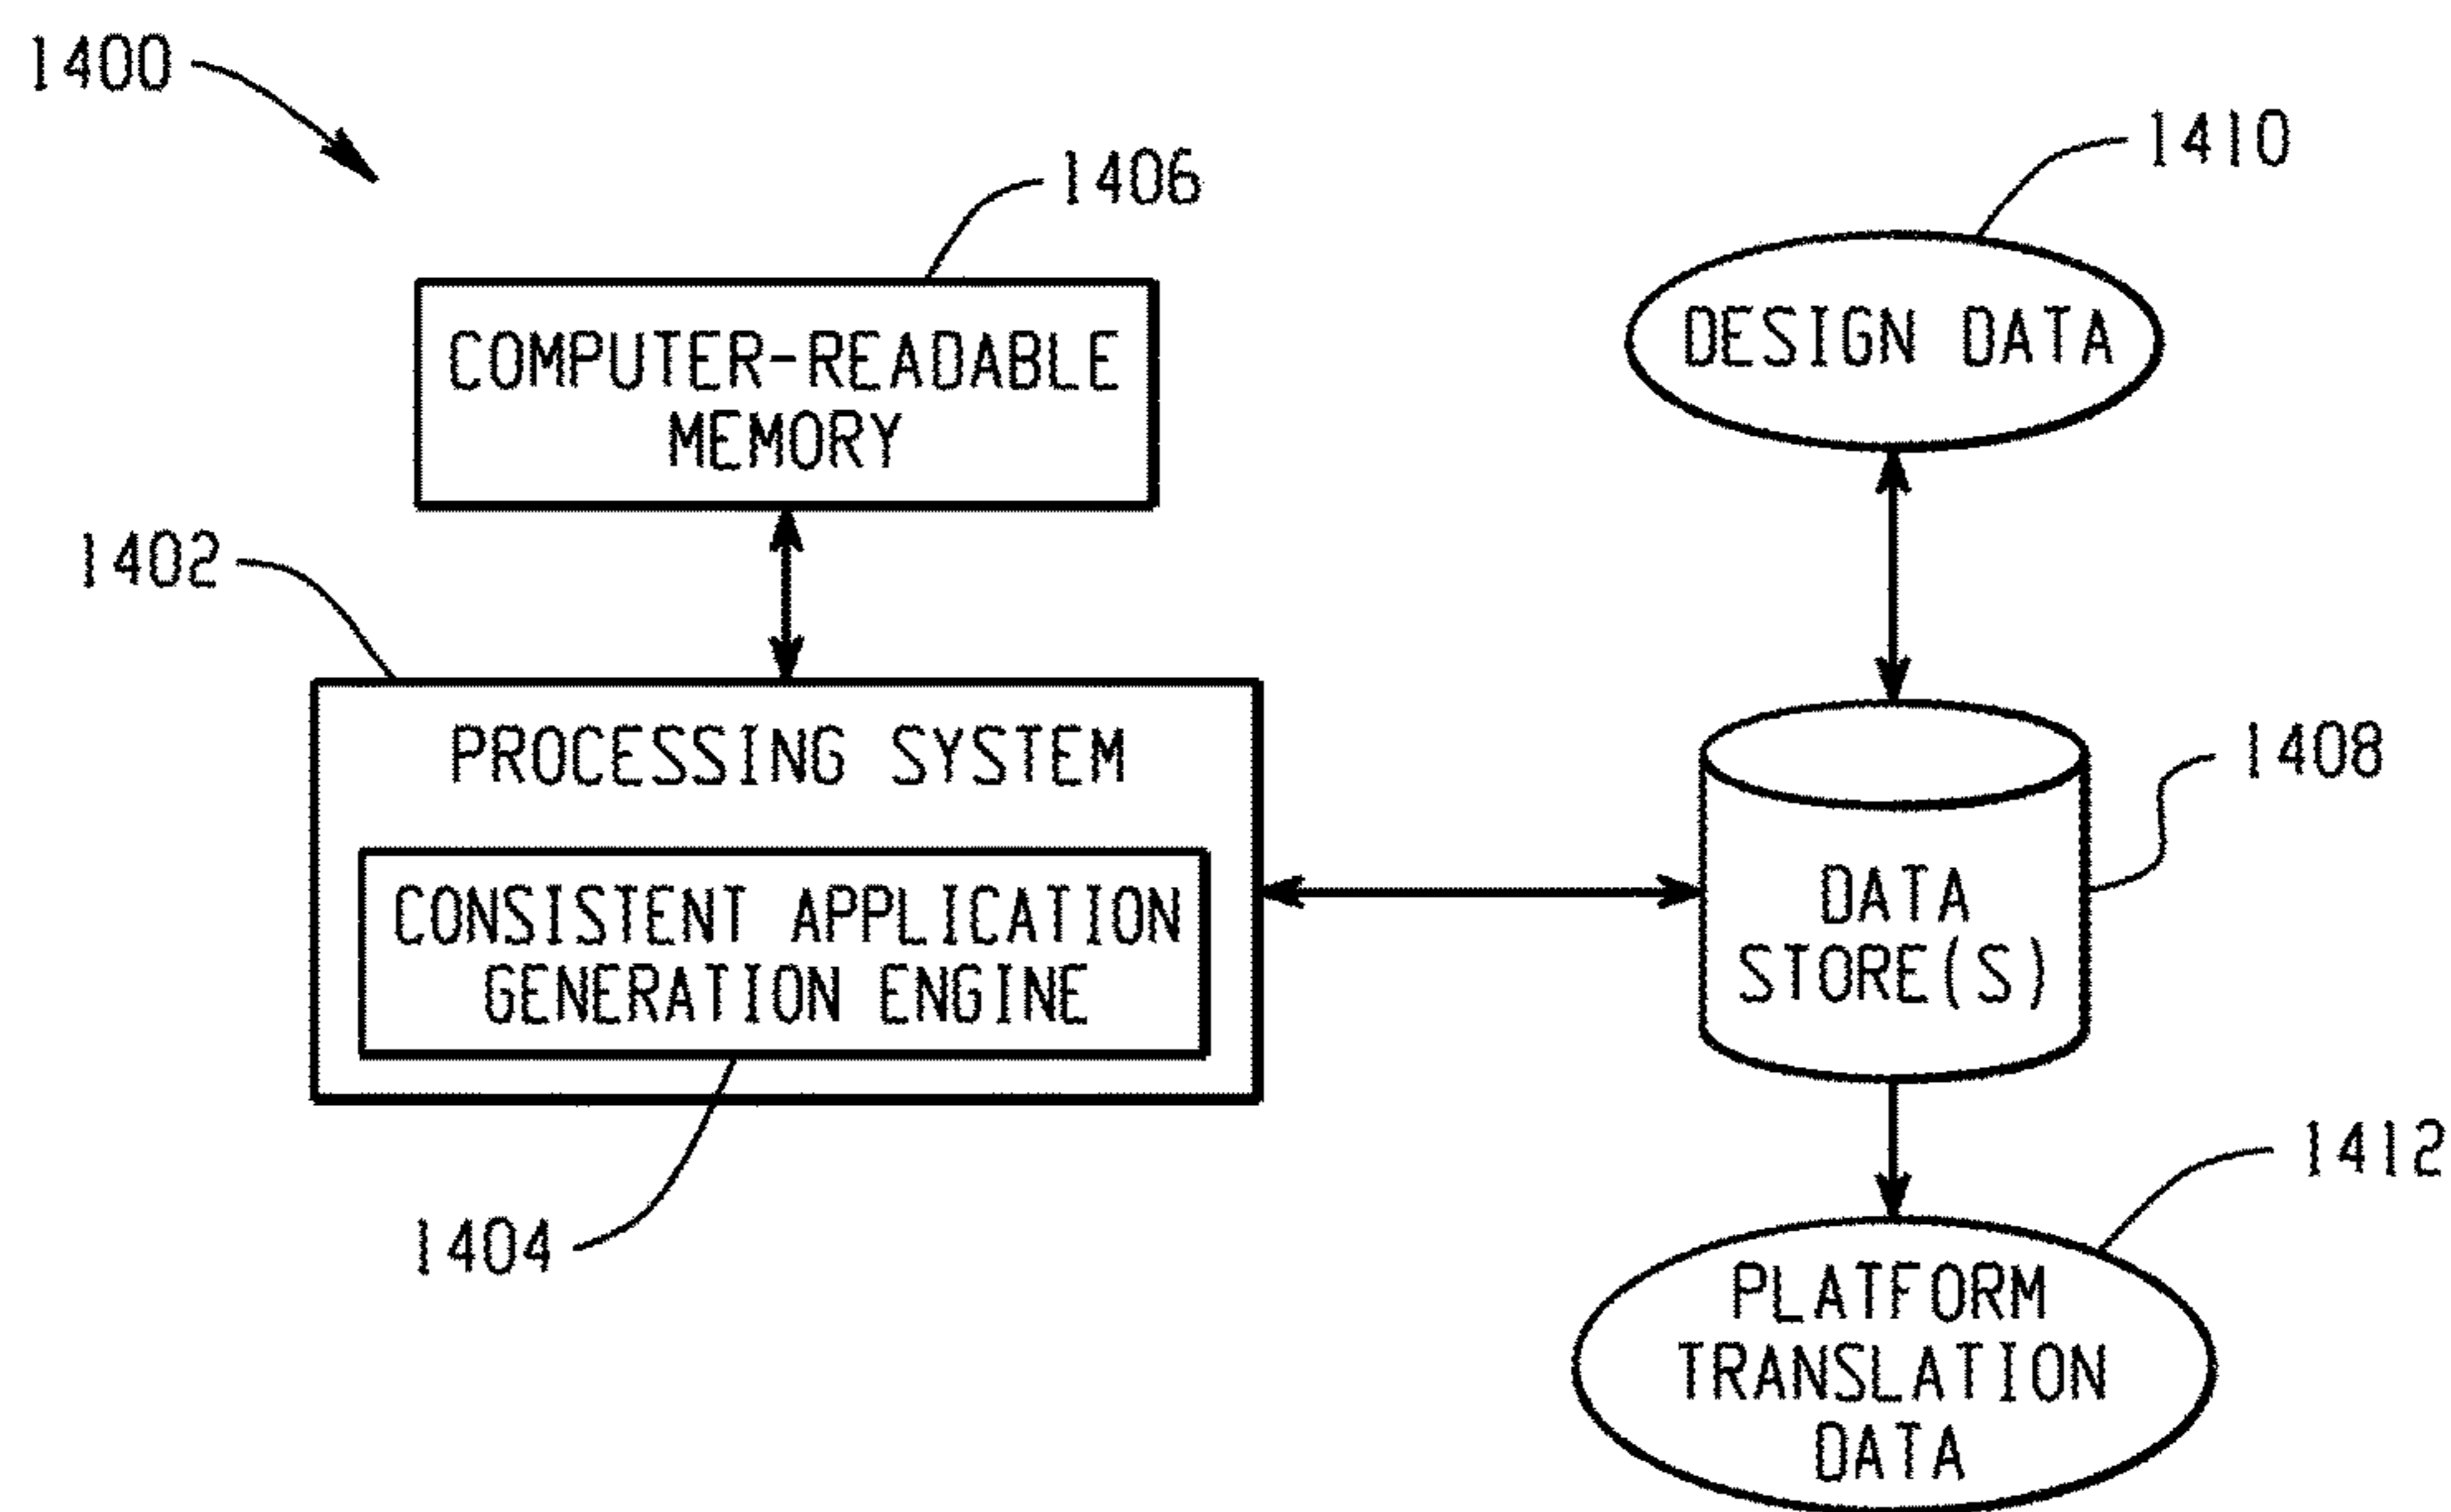 1400
1406
1410
COMPUTER-READABLE
MEMORY
DESIGN DATA
1402
PROCESSING SYSTEM
1408
CONSISTENT APPLICATION
GENERATION ENGINE
DATA
STORE(S)
1404
1412
PLATFORM
TRANSLATION
DATA